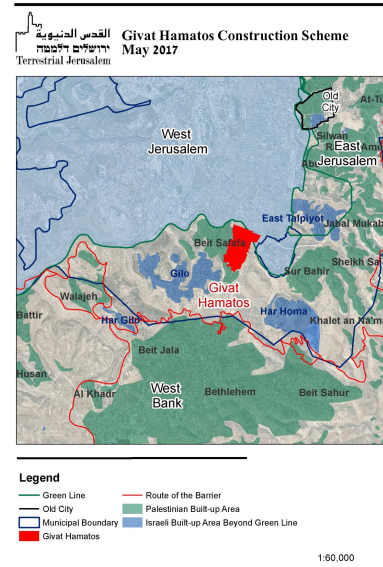 القدس الدنيوية
ירושלים דלמטה
Terrestrial Jerusalem
Givat Hamatos Construction Scheme
May 2017
Old
City
At-Tu
West
Jerusalem
Silwan
East
Jerusalem
East Talpiyot
Jabal Mukab
Beit Safafa
Sheikh Sa
Gilo
Sur Bahir
Givat
Hamatos
Walajeh
Battir
Har Gilo
Har Homa
Khalet an Na'm
Beit Jala
Husan
West
Bank
Al Khadr
Bethlehem
Beit Sahur
Legend
Green Line
Route of the Barrier
Old City
Palestinian Built-up Area
Municipal Boundary
Israeli Built-up Area Beyond Green Line
Givat Hamatos
1:60,000